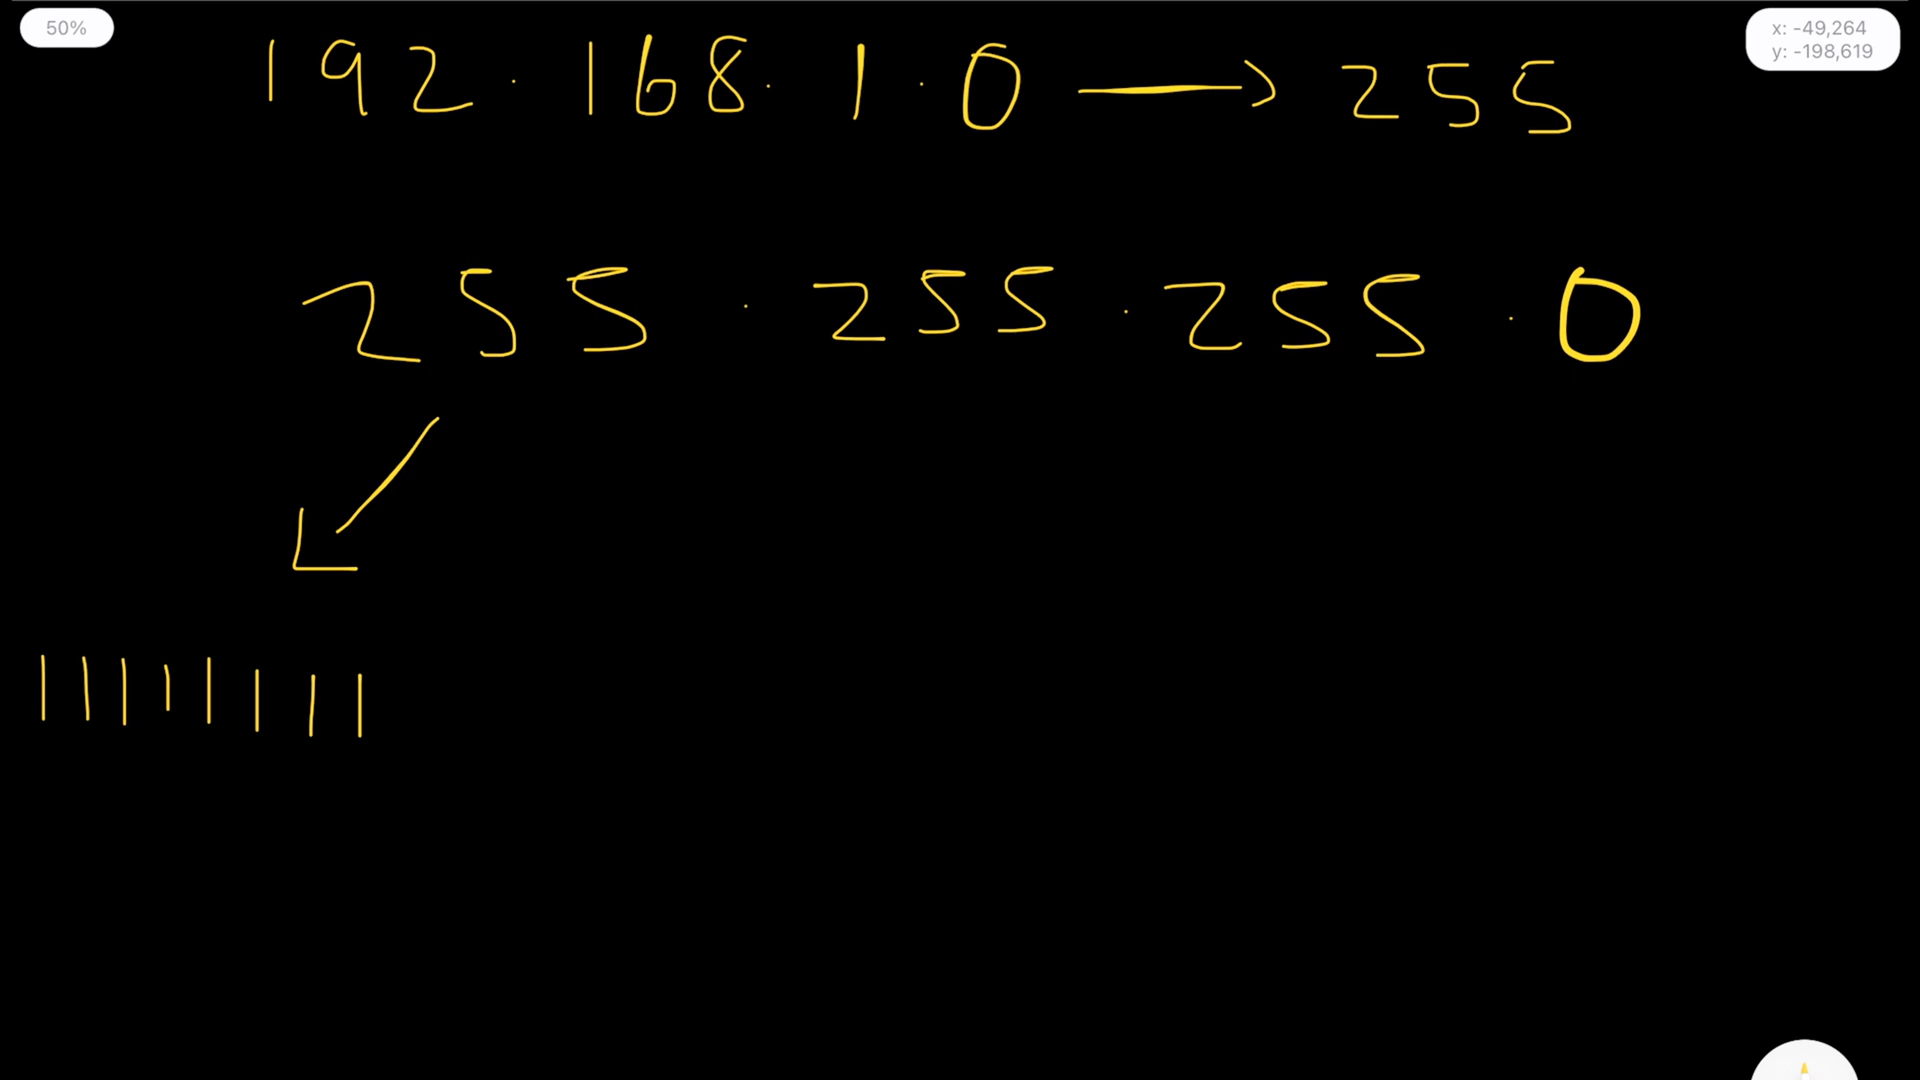 50%
x: -49,264
y: -198,619
192.168.1.0 → 255
255.255.255.0
11111111